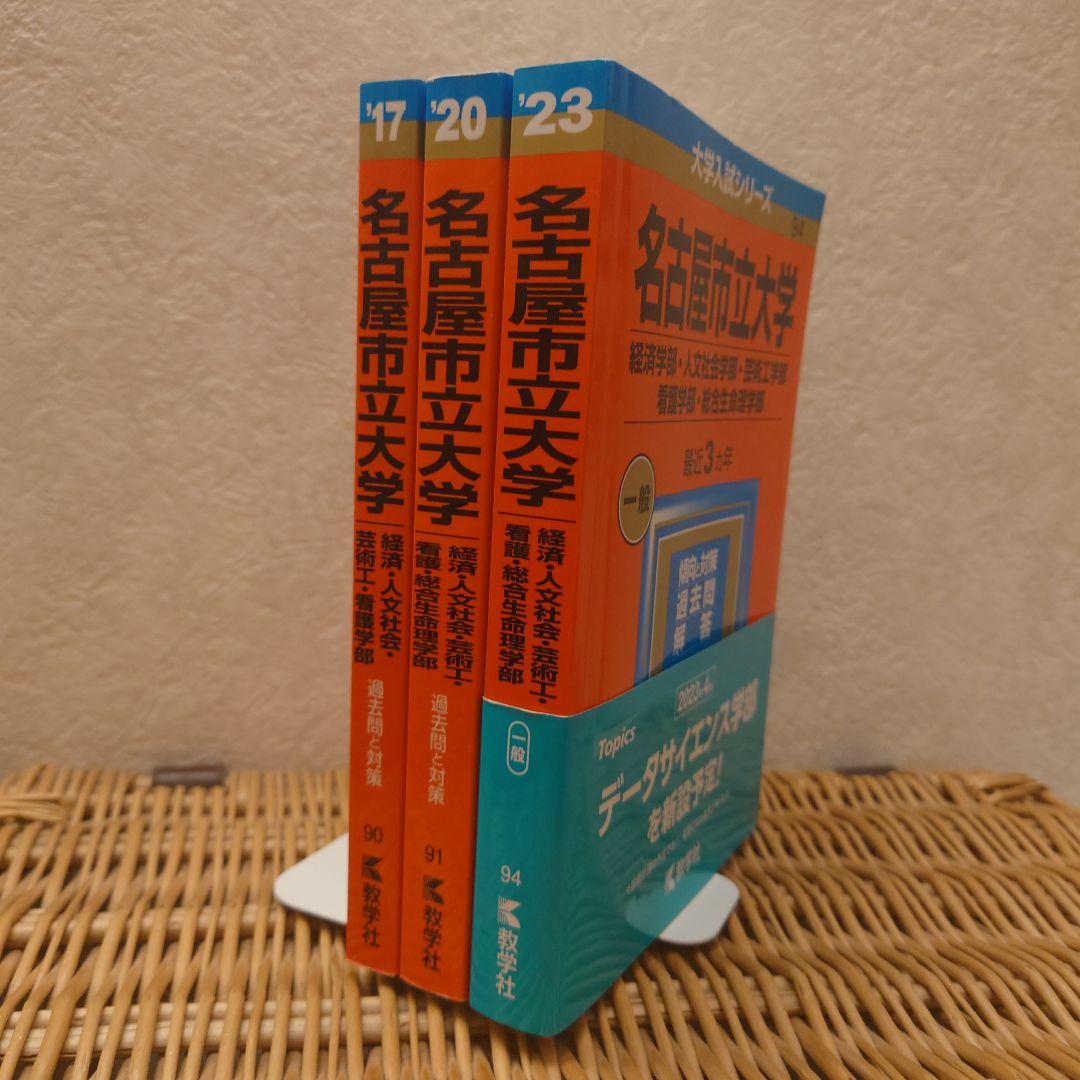 '17
名古屋市立大学
経済・人文社会・
芸術工・看護学部
過去問と対策
90
教学社
'20
名古屋市立大学
経済・人文社会・芸術工・
看護・総合生命理学部
過去問と対策
91
教学社
'23
名古屋市立大学
経済・人文社会・芸術工・
看護・総合生命理学部
一般
94
教学社
大学入試シリーズ
94
名古屋市立大学
経済学部・人文社会学部・芸術工学部
看護学部・総合生命理学部
最近3カ年
一般
傾向と対策
過去問
解答
Topics
2023年4月
データサイエンス学部
を新設予定!
教学社